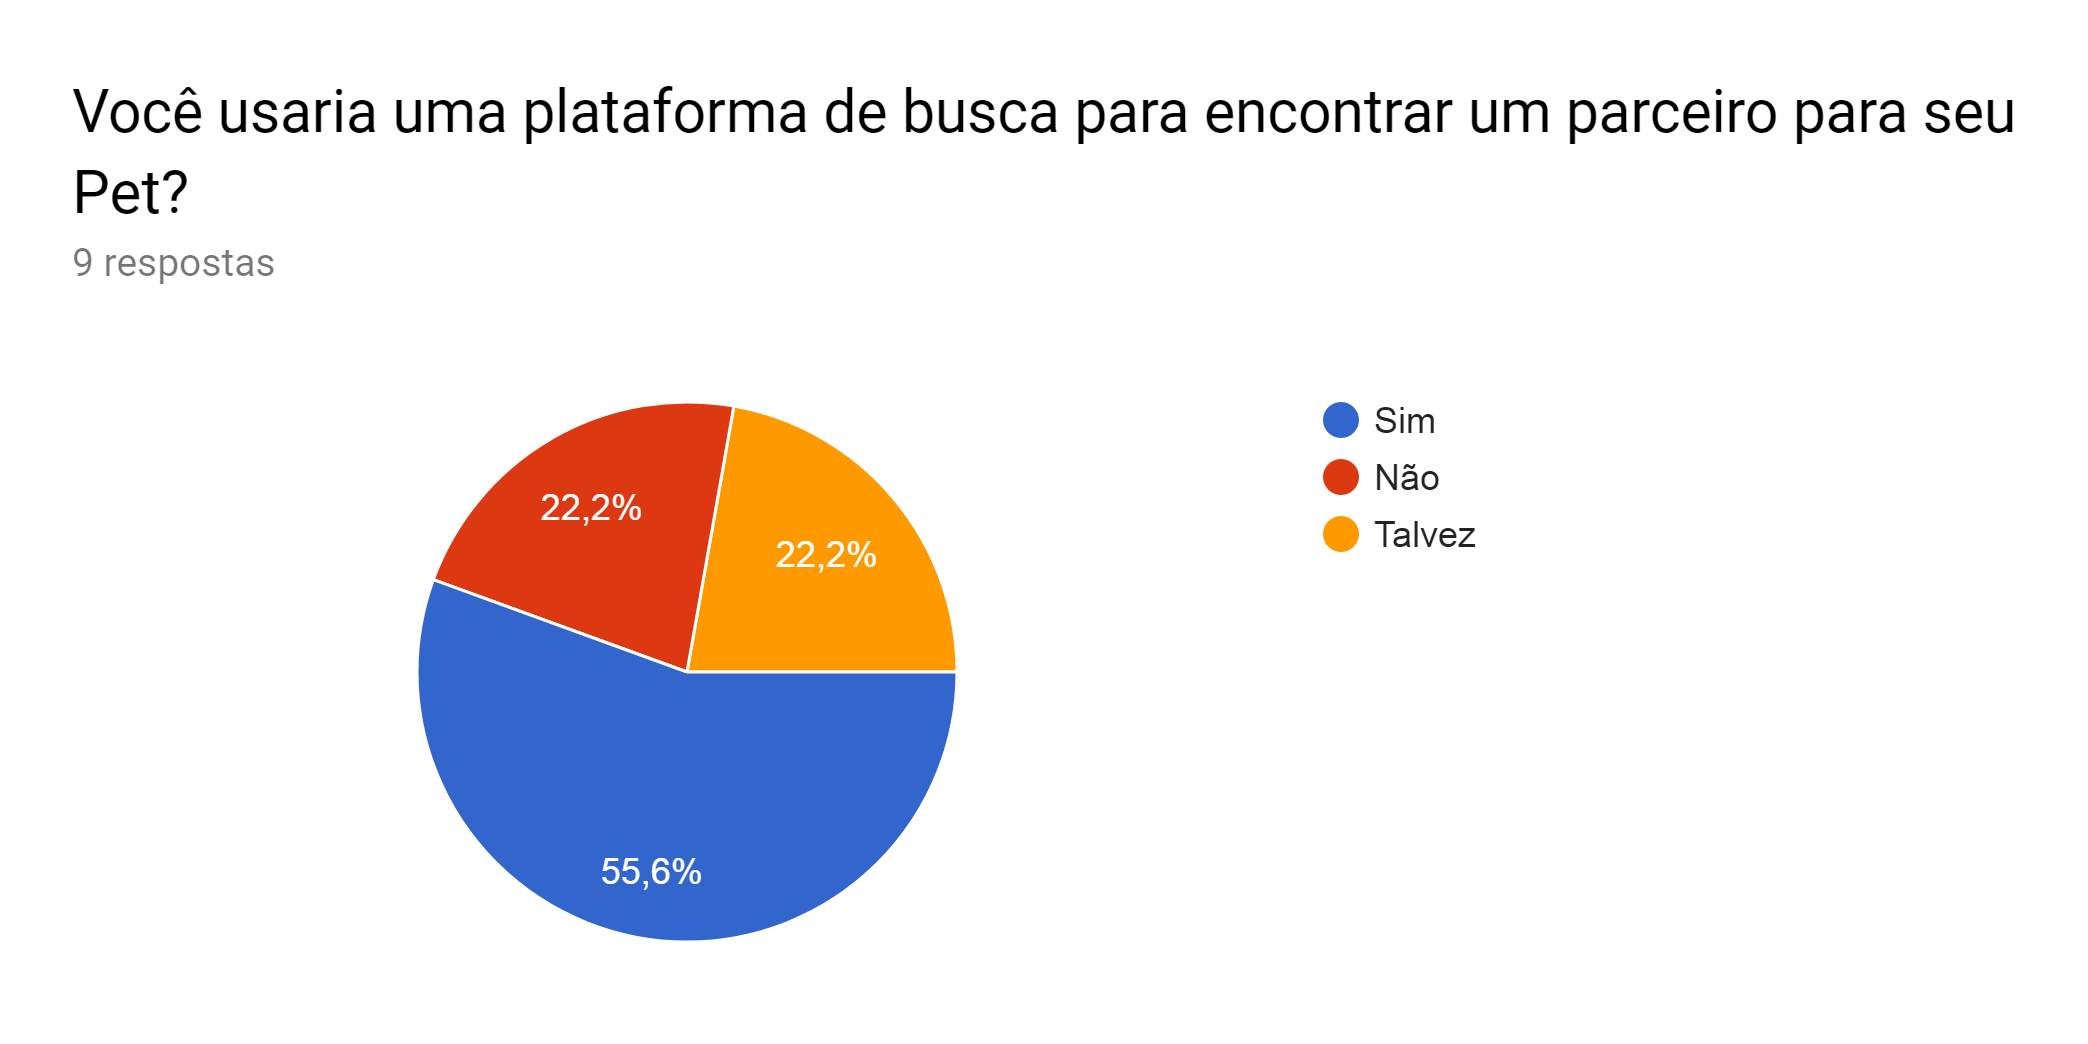 Você usaria uma plataforma de busca para encontrar um parceiro para seu
Pet?
9 respostas
Sim
Não
Talvez
22,2%
22,2%
55,6%